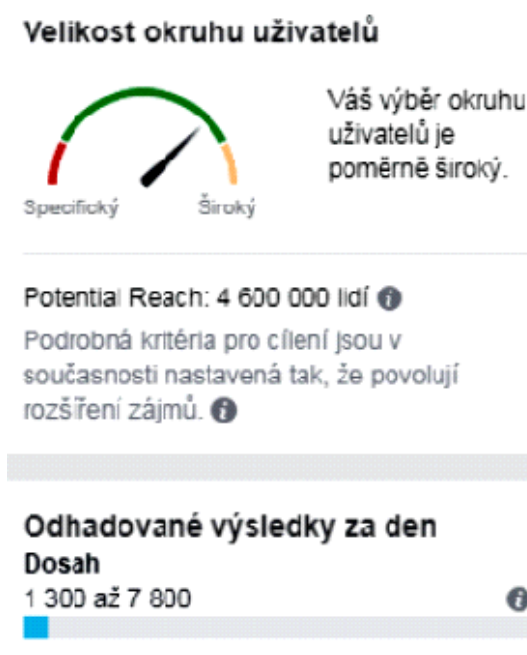 Velikost okruhu uživatelů
Váš výběr okruhu
uživatelů je
poměrně široký.
Specifický
Široký
Potential Reach: 4 600 000 lidí
Podrobná kritéria pro cílení jsou v
současnosti nastavená tak, že povolují
rozšíření zájmů.
Odhadované výsledky za den
Dosah
1 300 až 7 800